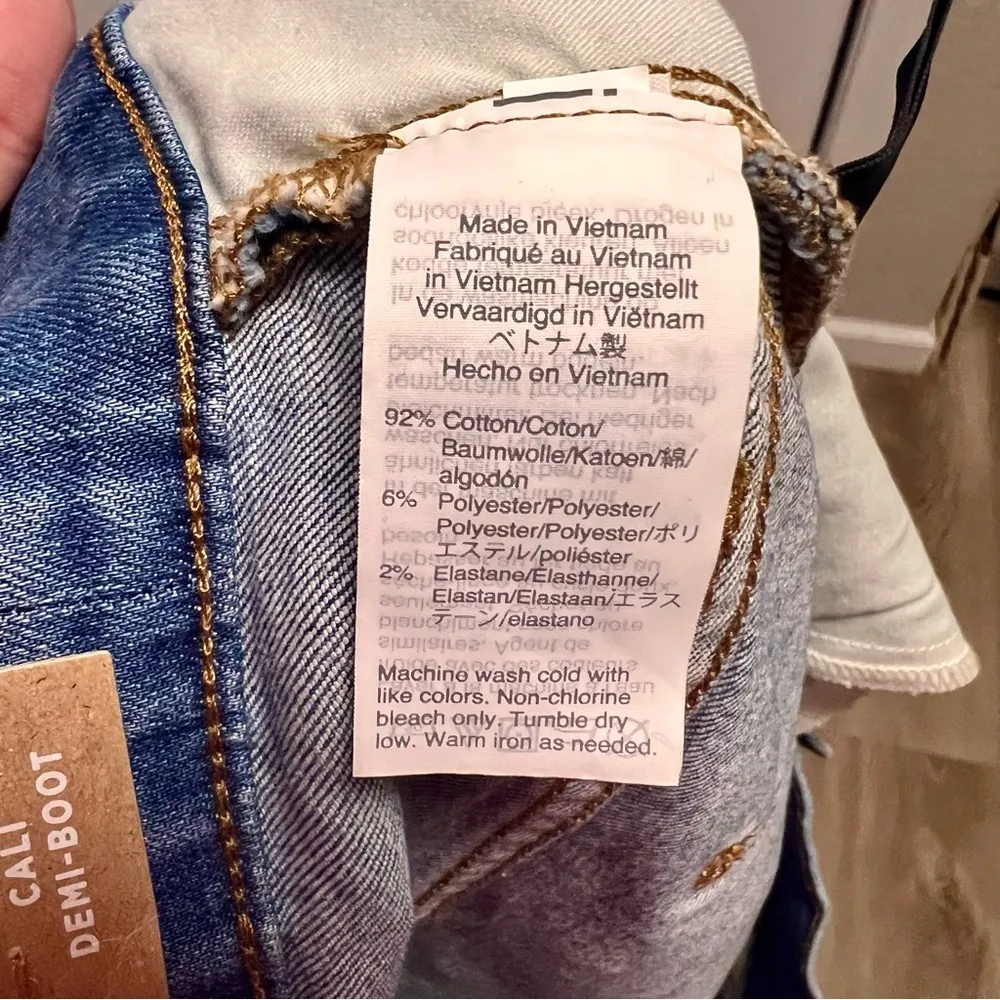 Made in Vietnam
Fabriqué au Vietnam
in Vietnam Hergestellt
Vervaardigd in Viëtnam
ベトナム製
Hecho en Vietnam
92% Cotton/Coton/
Baumwolle/Katoen/綿/
algodón
6% Polyester/Polyester/
Polyester/Polyester/ポリ
エステル/poliéster
2% Elastane/Elasthanne/
Elastan/Elastaan/エラス
テーン/elastano
Machine wash cold with
like colors. Non-chlorine
bleach only. Tumble dry
low. Warm iron as needed.
CALI
DEMI-BOOT